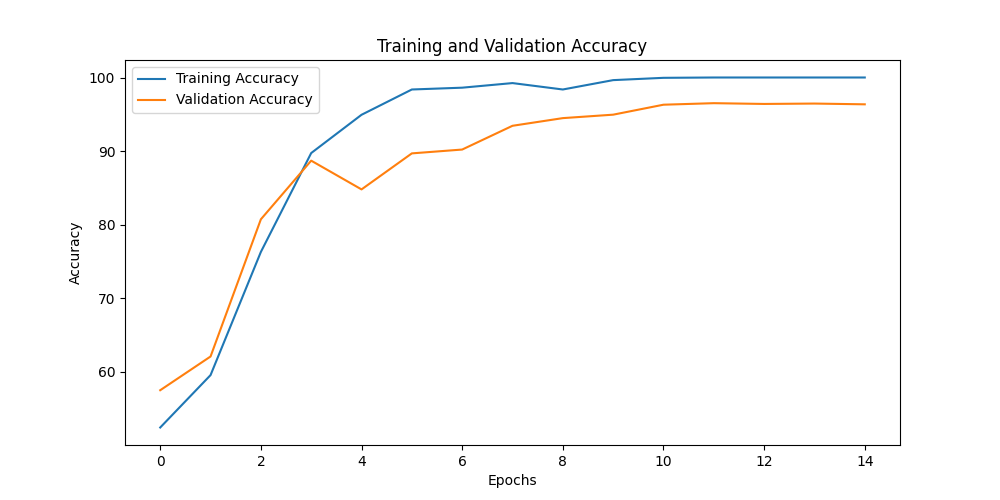 Training and Validation Accuracy
Training Accuracy
Validation Accuracy
100
90
80
70
60
Accuracy
0 2 4 6 8 10 12 14
Epochs